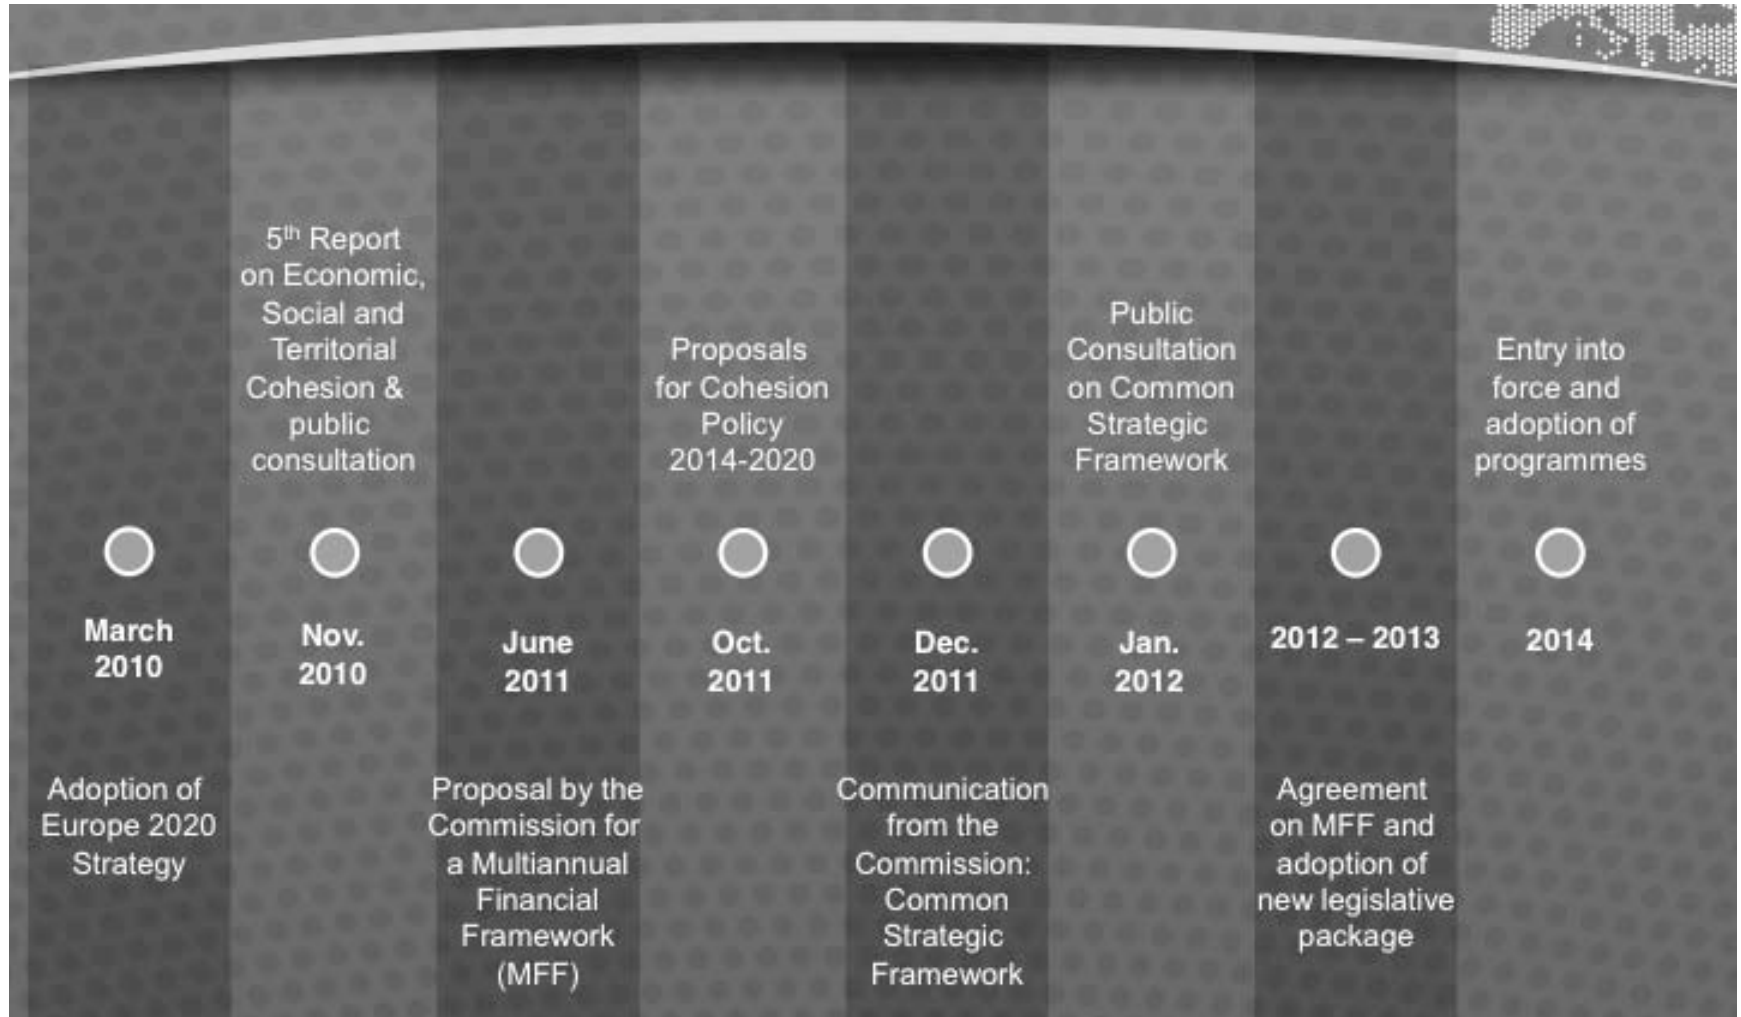 March
2010
Adoption of
Europe 2020
Strategy
5th Report
on Economic,
Social and
Territorial
Cohesion &
public
consultation
Nov.
2010
June
2011
Proposal by the
Commission for
a Multiannual
Financial
Framework
(MFF)
Proposals
for Cohesion
Policy
2014-2020
Oct.
2011
Dec.
2011
Communication
from the
Commission:
Common
Strategic
Framework
Public
Consultation
on Common
Strategic
Framework
Jan.
2012
2012 – 2013
Agreement
on MFF and
adoption of
new legislative
package
Entry into
force and
adoption of
programmes
2014